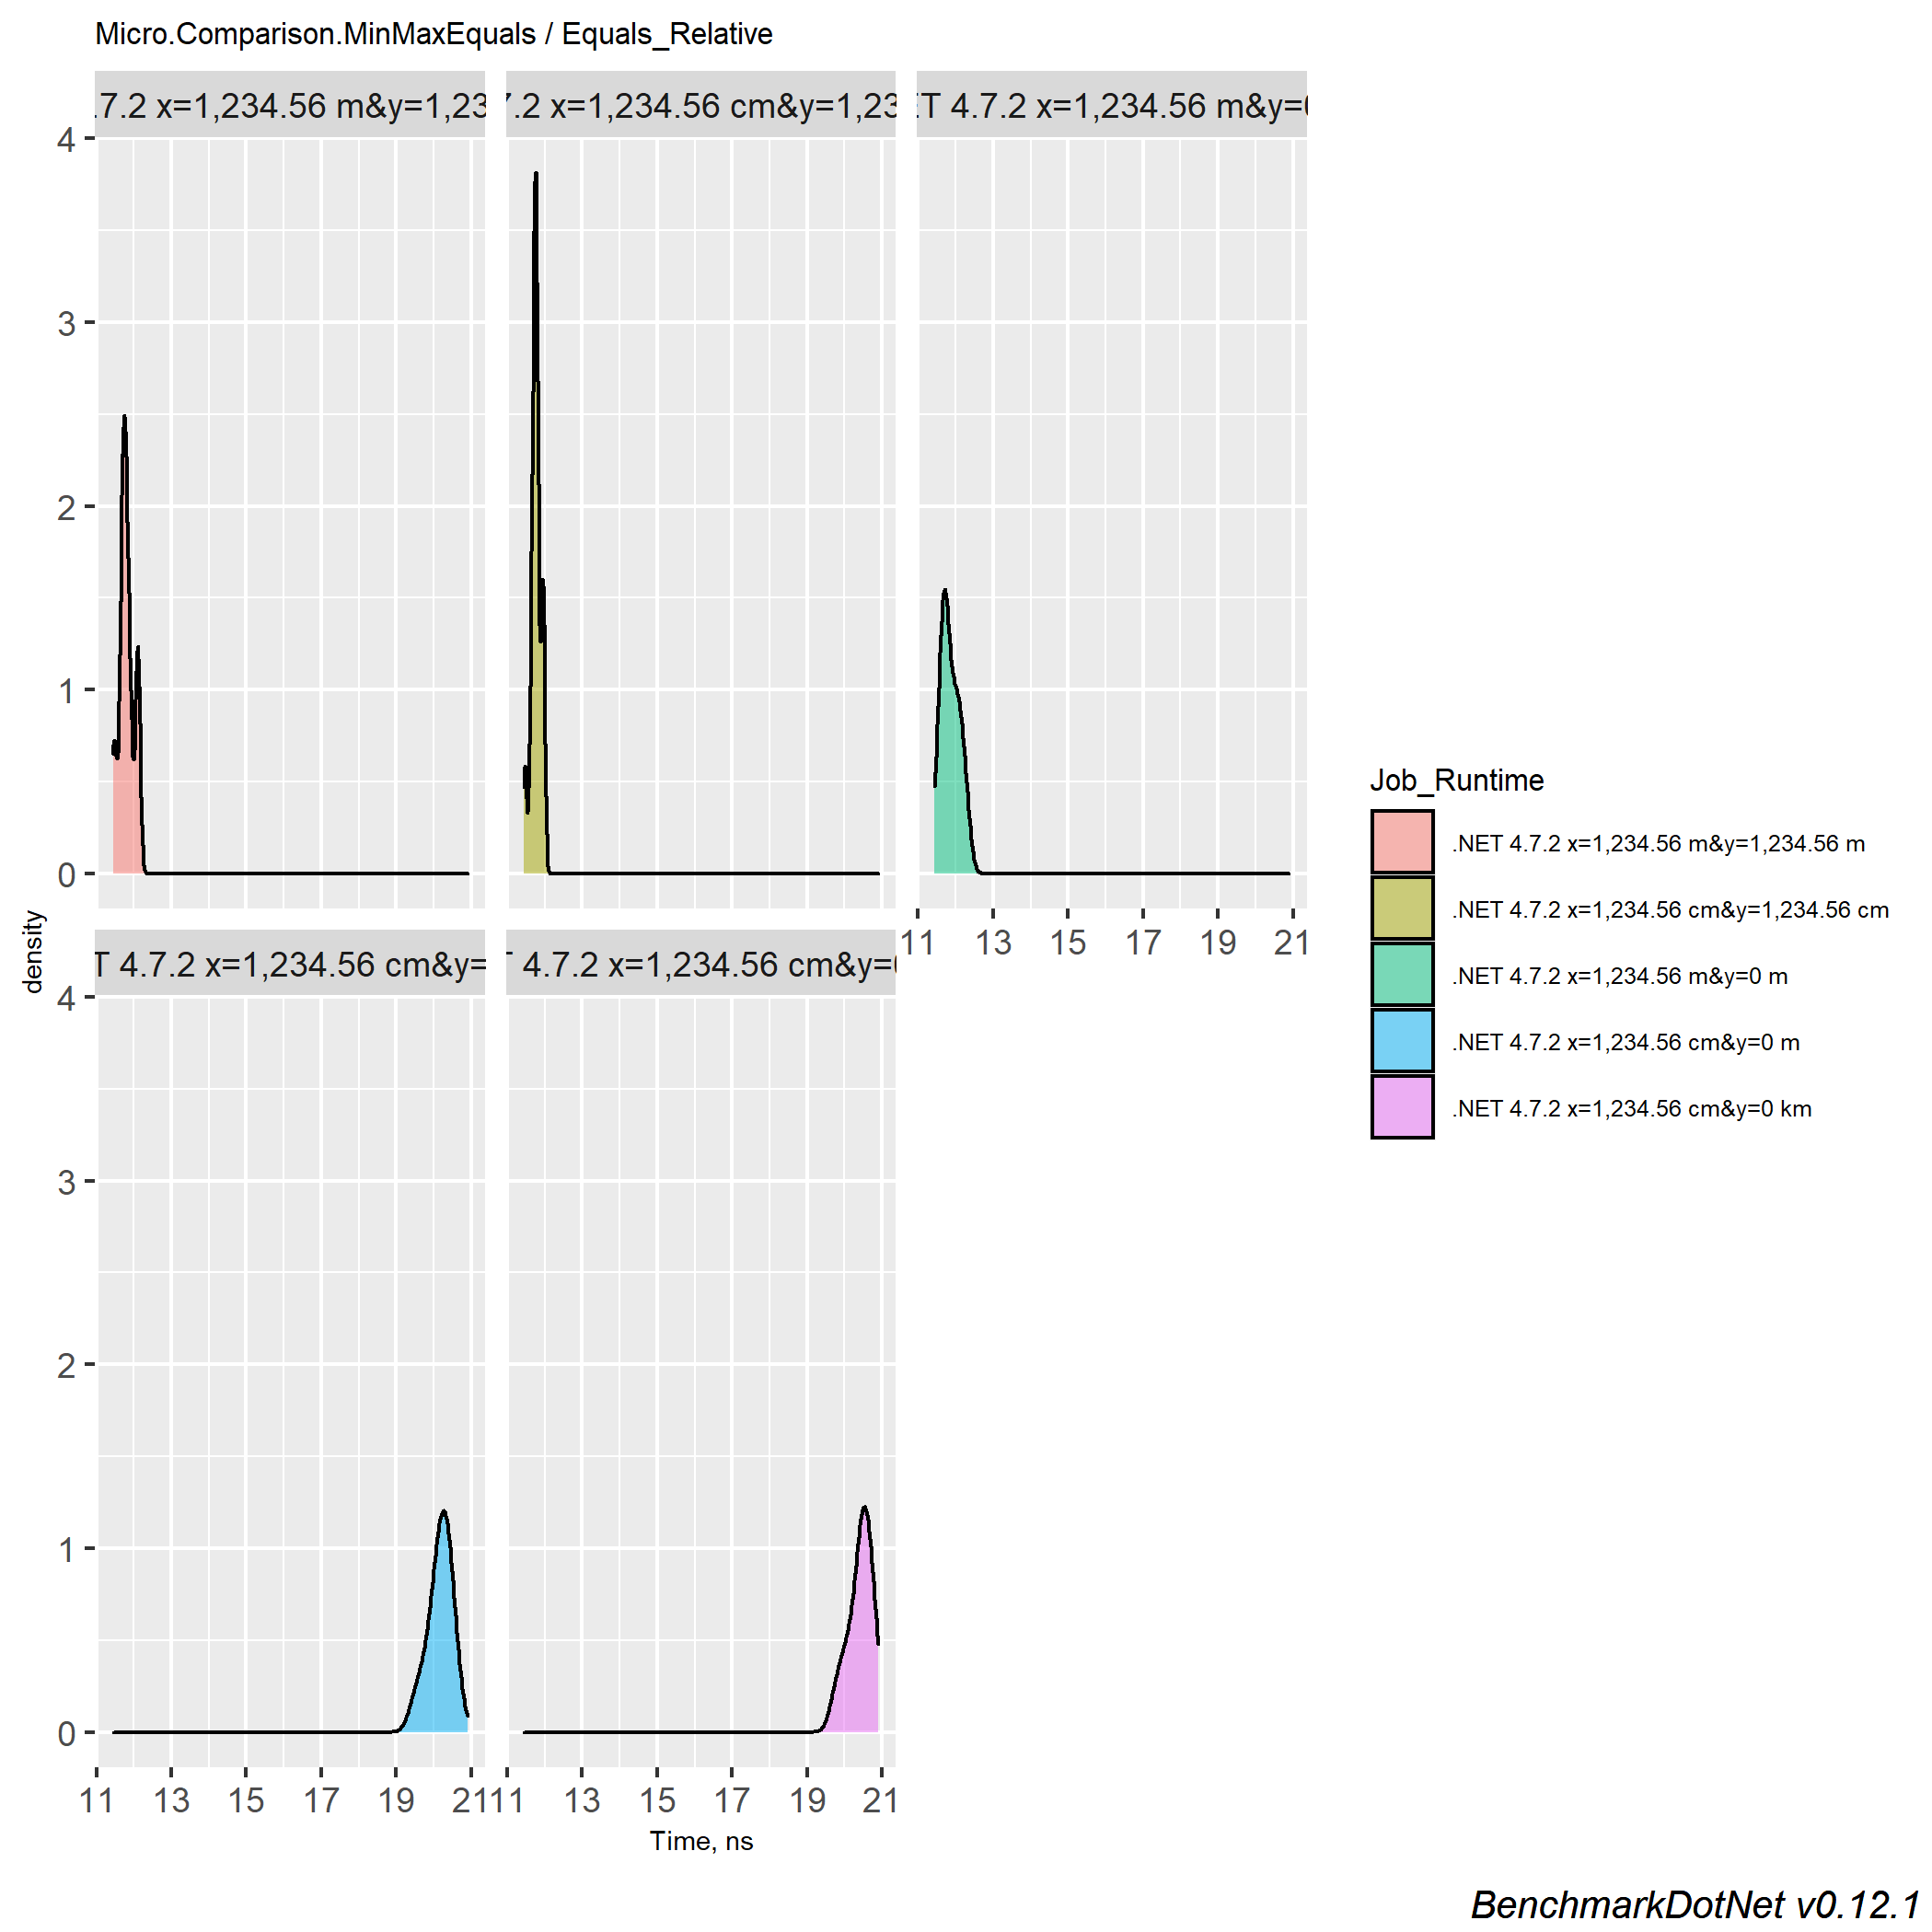 Micro.Comparison.MinMaxEquals / Equals_Relative
.7.2 x=1,234.56 m&y=1,23
7.2 x=1,234.56 cm&y=1,23
ET 4.7.2 x=1,234.56 m&y=0
4
3
2
1
0
11 13 15 17 19 21
T 4.7.2 x=1,234.56 cm&y=
T 4.7.2 x=1,234.56 cm&y=0
4
3
2
1
0
11 13 15 17 19 21
11 13 15 17 19 21
Time, ns
density
Job_Runtime
.NET 4.7.2 x=1,234.56 m&y=1,234.56 m
.NET 4.7.2 x=1,234.56 cm&y=1,234.56 cm
.NET 4.7.2 x=1,234.56 m&y=0 m
.NET 4.7.2 x=1,234.56 cm&y=0 m
.NET 4.7.2 x=1,234.56 cm&y=0 km
BenchmarkDotNet v0.12.1